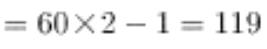 = 60×2 − 1 = 119